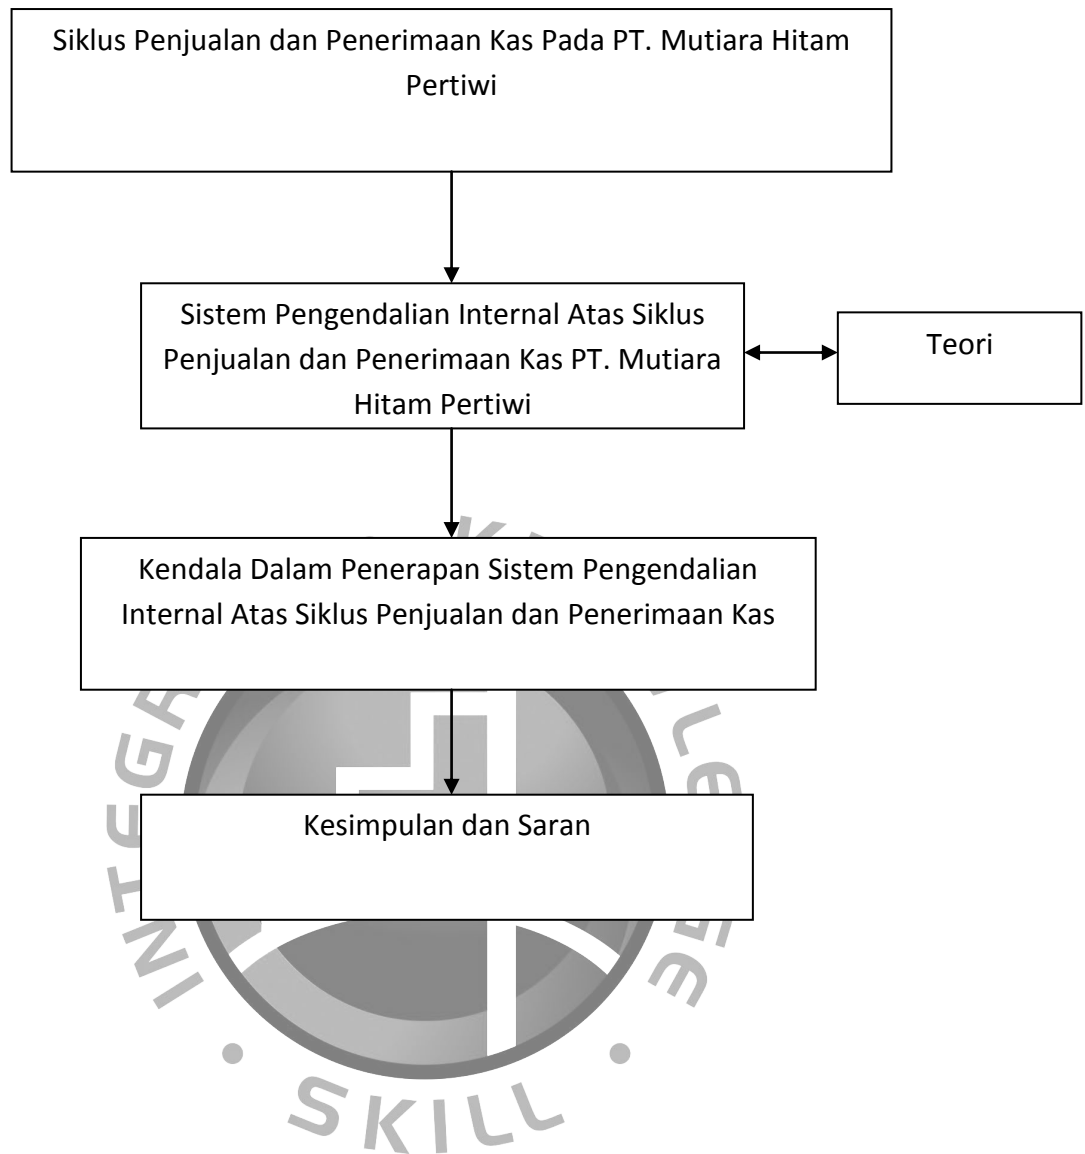 Siklus Penjualan dan Penerimaan Kas Pada PT. Mutiara Hitam
Pertiwi
Sistem Pengendalian Internal Atas Siklus
Penjualan dan Penerimaan Kas PT. Mutiara
Hitam Pertiwi
Teori
Kendala Dalam Penerapan Sistem Pengendalian
Internal Atas Siklus Penjualan dan Penerimaan Kas
Kesimpulan dan Saran
SKILL